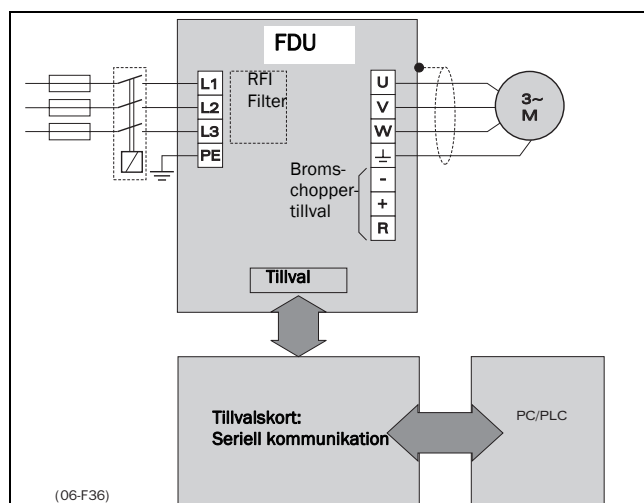 FDU
L1
L2
L3
PE
RFI
Filter
U
V
W
-
+
R
3~
M
Broms-
chopper-
tillval
Tillval
Tillvalskort:
Seriell kommunikation
PC/PLC
(06-F36)